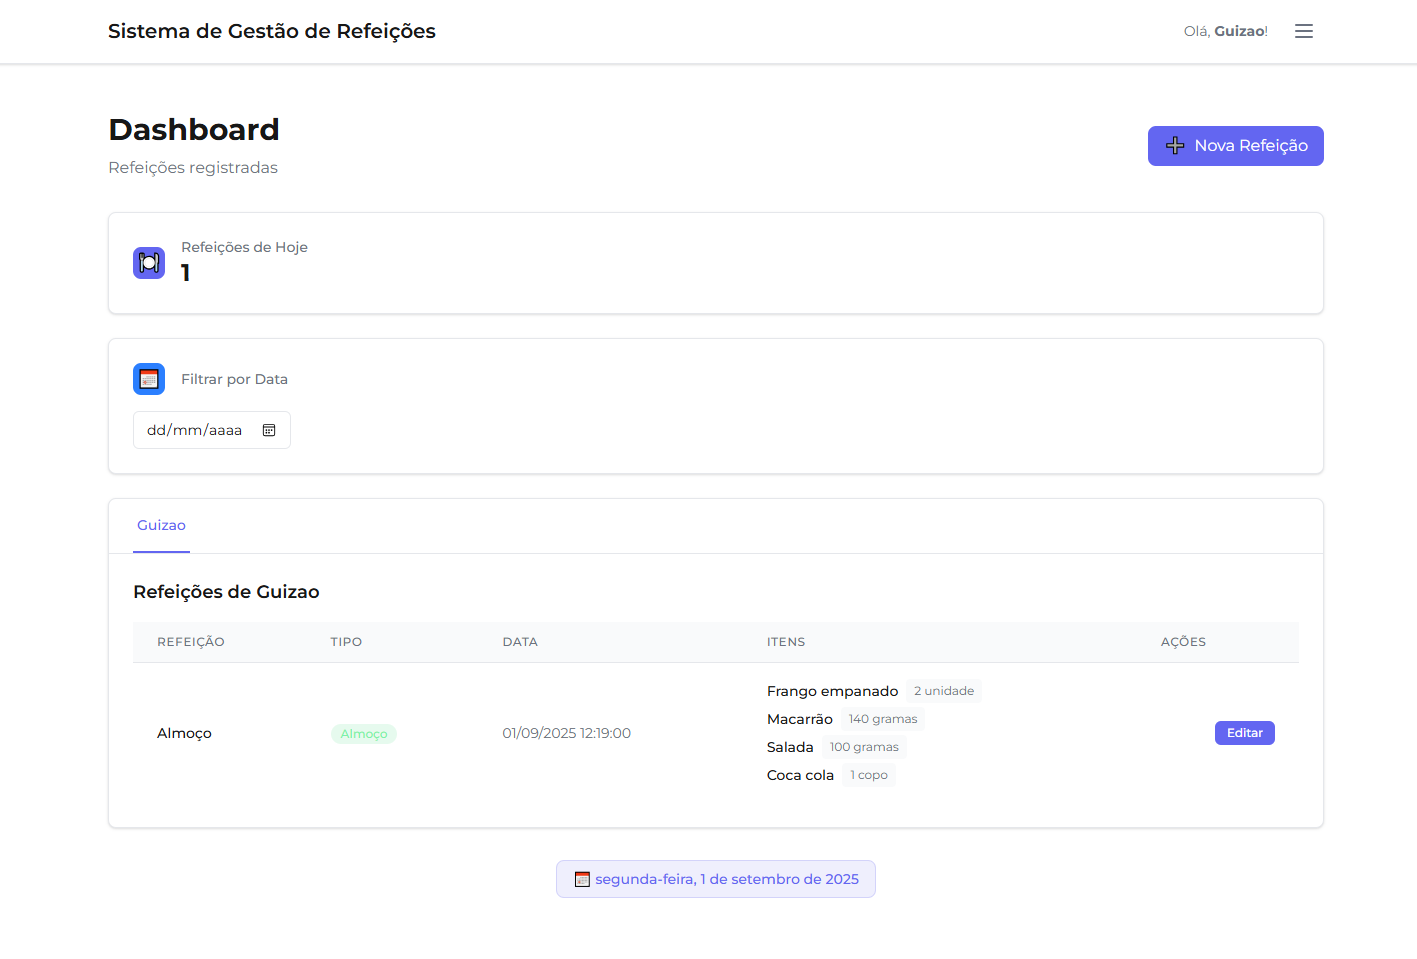 Sistema de Gestão de Refeições
Olá, Guizao!
Dashboard
Refeições registradas
Nova Refeição
Refeições de Hoje
1
Filtrar por Data
dd/mm/aaaa
Guizao
Refeições de Guizao
REFEIÇÃO TIPO DATA ITENS AÇÕES
Almoço Almoço 01/09/2025 12:19:00
Frango empanado 2 unidade
Macarrão 140 gramas
Salada 100 gramas
Coca cola 1 copo
Editar
segunda-feira, 1 de setembro de 2025